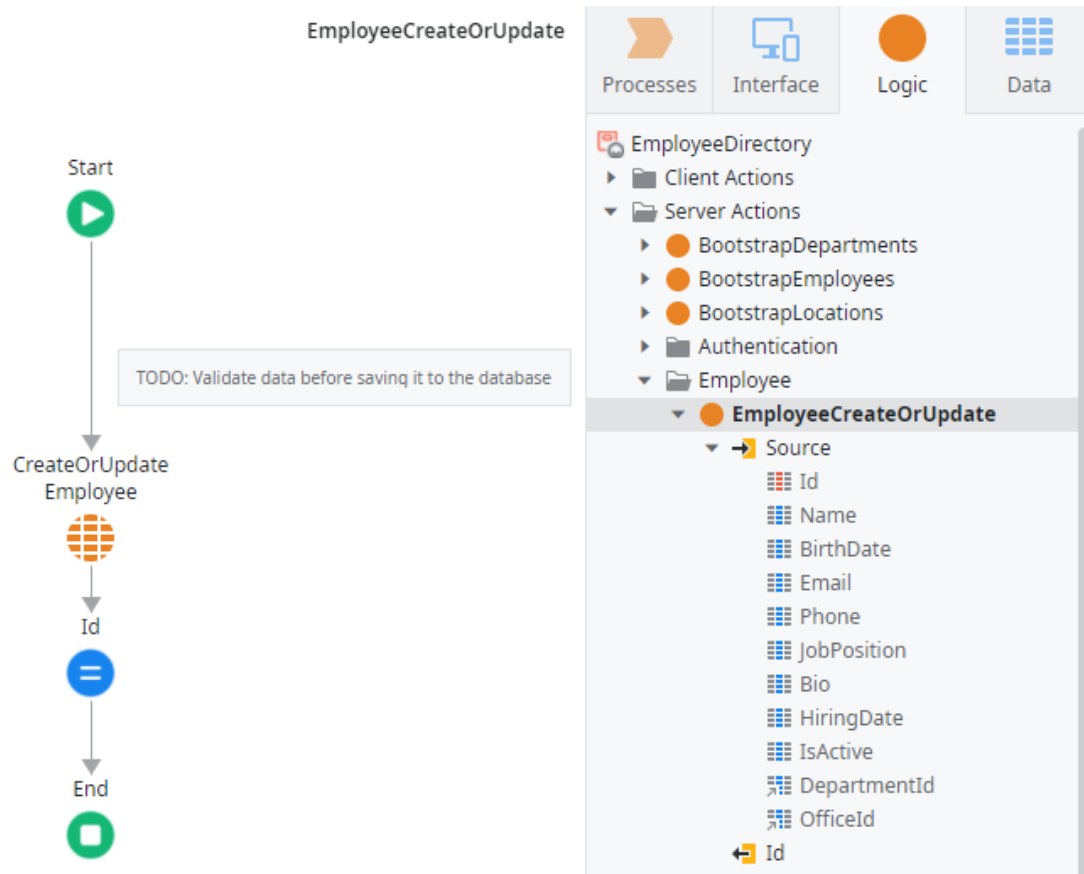 EmployeeCreateOrUpdate
Start
TODO: Validate data before saving it to the database
CreateOrUpdate
Employee
Id
End
Processes
Interface
Logic
Data
EmployeeDirectory
Client Actions
Server Actions
BootstrapDepartments
BootstrapEmployees
BootstrapLocations
Authentication
Employee
EmployeeCreateOrUpdate
Source
Id
Name
BirthDate
Email
Phone
JobPosition
Bio
HiringDate
IsActive
DepartmentId
OfficeId
Id